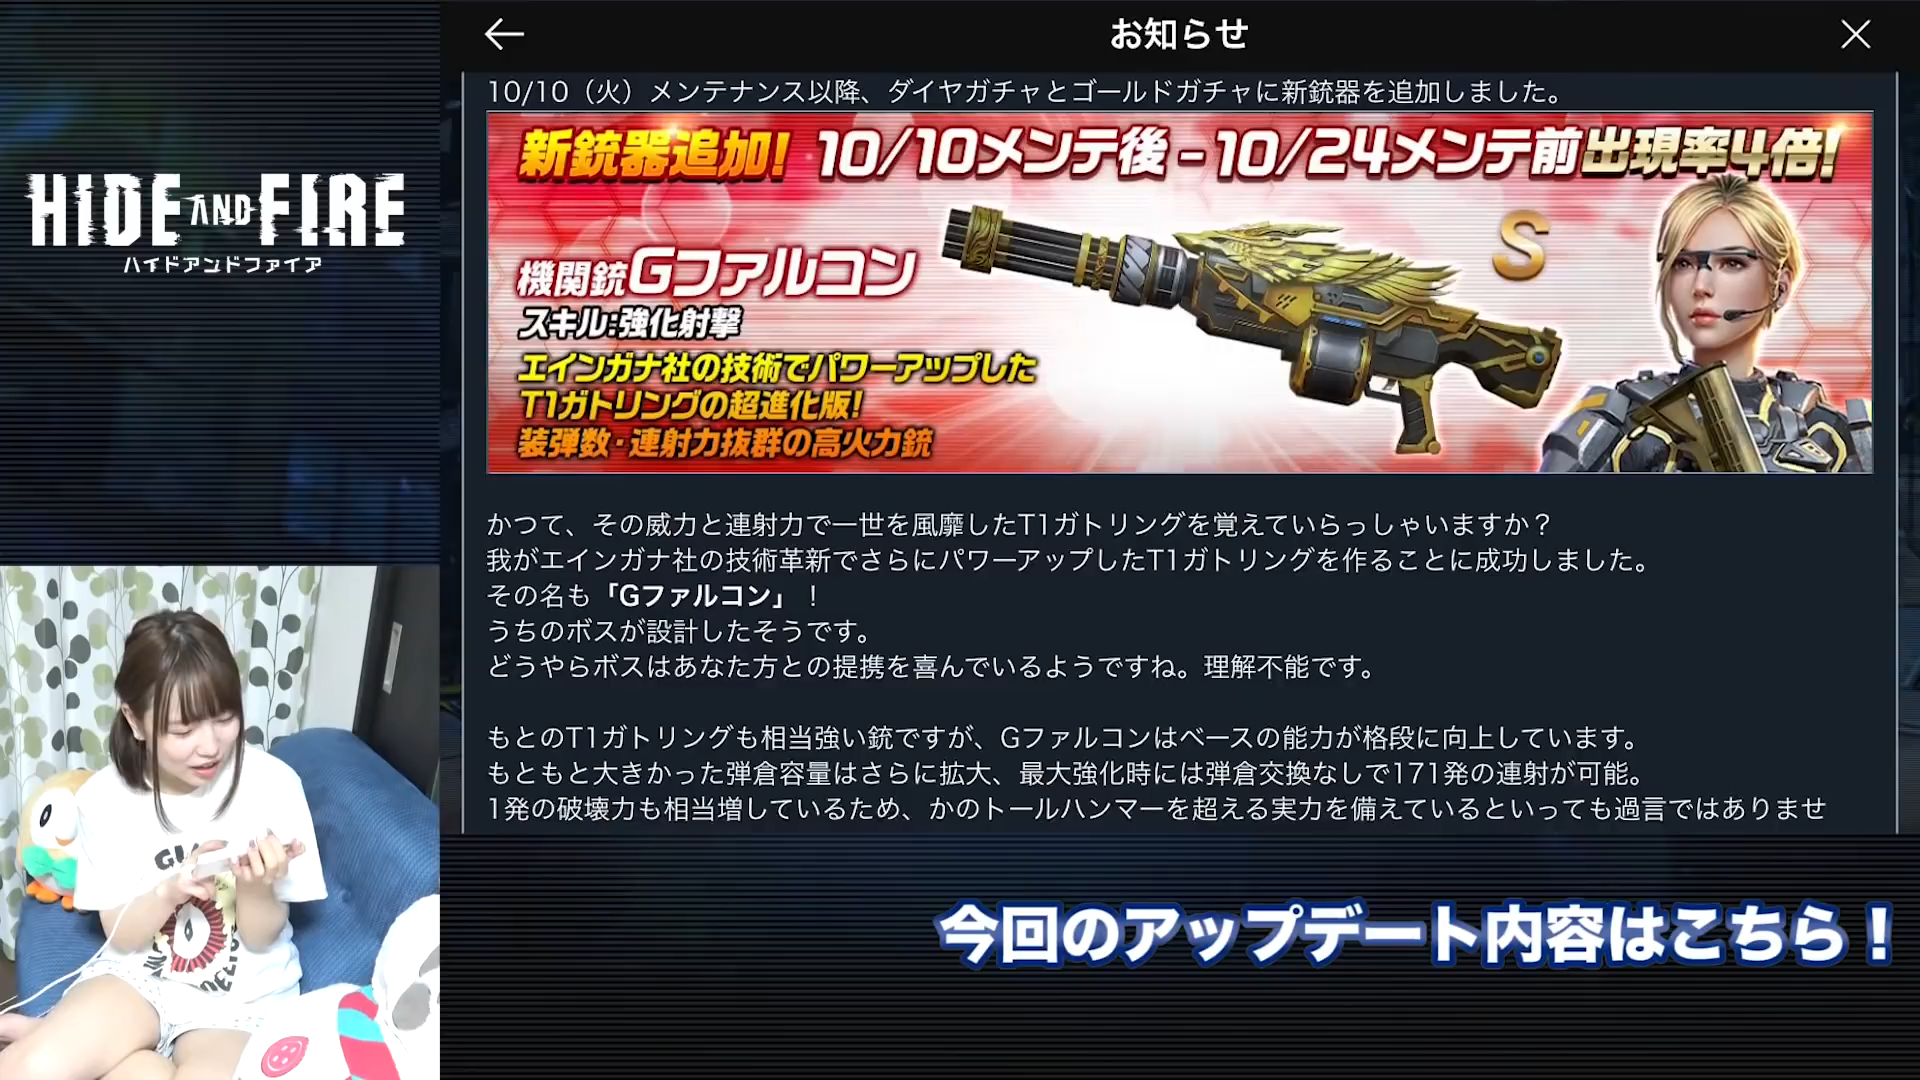 HIDE AND FIRE
ハイドアンドファイア
お知らせ
10/10（火）メンテナンス以降、ダイヤガチャとゴールドガチャに新銃器を追加しました。
新銃器追加! 10/10メンテ後 - 10/24メンテ前出現率4倍!
S
機関銃Gファルコン
スキル:強化射撃
エインガナ社の技術でパワーアップした
T1ガトリングの超進化版!
装弾数・連射力抜群の高火力銃
かつて、その威力と連射力で一世を風靡したT1ガトリングを覚えていらっしゃいますか？
我がエインガナ社の技術革新でさらにパワーアップしたT1ガトリングを作ることに成功しました。
その名も「Gファルコン」！
うちのボスが設計したそうです。
どうやらボスはあなた方との提携を喜んでいるようですね。理解不能です。
もとのT1ガトリングも相当強い銃ですが、Gファルコンはベースの能力が格段に向上しています。
もともと大きかった弾倉容量はさらに拡大、最大強化時には弾倉交換なしで171発の連射が可能。
1発の破壊力も相当増しているため、かのトールハンマーを超える実力を備えているといっても過言ではありませ
今回のアップデート内容はこちら！